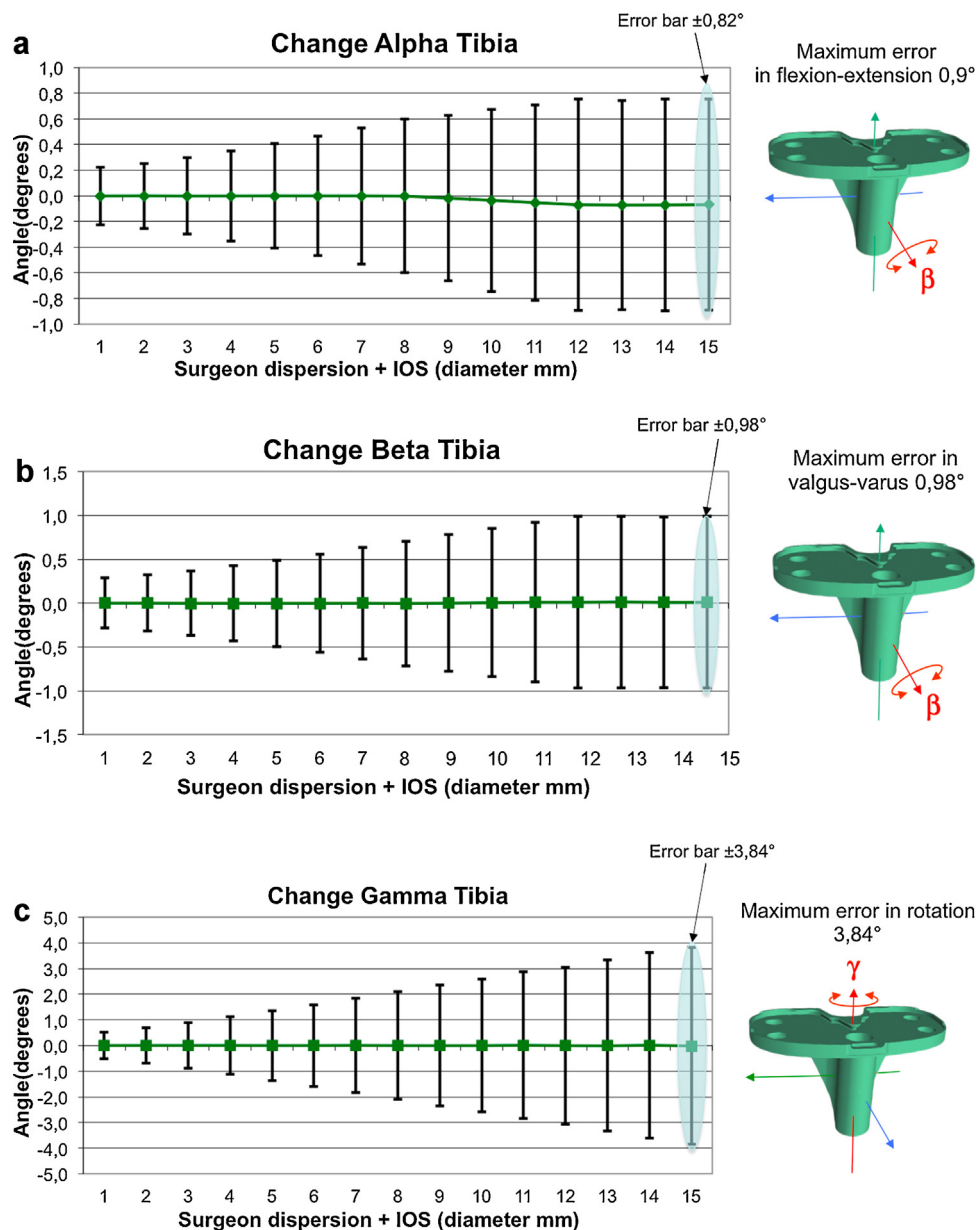 a
Change Alpha Tibia
Error bar ±0,82°
Angle(degrees)
1,0
0,8
0,6
0,4
0,2
0,0
-0,2
-0,4
-0,6
-0,8
-1,0
1 2 3 4 5 6 7 8 9 10 11 12 13 14 15
Surgeon dispersion + IOS (diameter mm)
Maximum error
in flexion-extension 0,9°
β
b
Change Beta Tibia
Error bar ±0,98°
Angle(degrees)
1,5
1,0
0,5
0,0
-0,5
-1,0
-1,5
1 2 3 4 5 6 7 8 9 10 11 12 13 14 15
Surgeon dispersion + IOS (diameter mm)
Maximum error in
valgus-varus 0,98°
β
c
Change Gamma Tibia
Error bar ±3,84°
Angle(degrees)
5,0
4,0
3,0
2,0
1,0
0,0
-1,0
-2,0
-3,0
-4,0
-5,0
1 2 3 4 5 6 7 8 9 10 11 12 13 14 15
Surgeon dispersion + IOS (diameter mm)
Maximum error in rotation
3,84°
γ